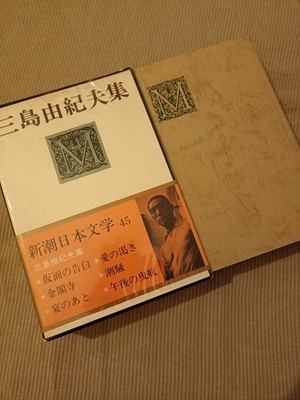 三島由紀夫集
M
新潮日本文学 45
三島由紀夫集
仮面の告白
金閣寺
宴のあと
愛の渇き
潮騒
午後の曳航
M